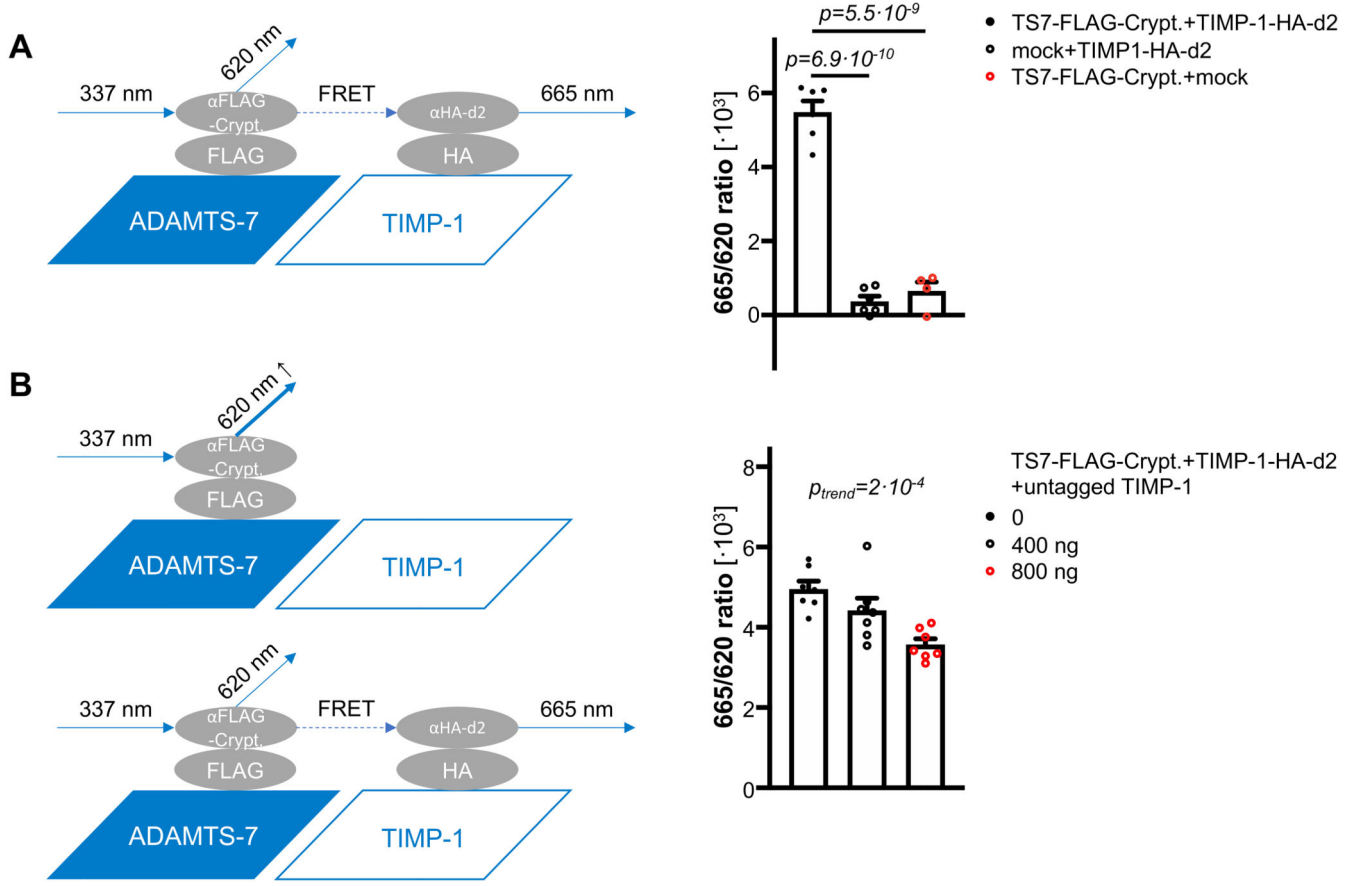 A
620 nm
337 nm
αFLAG
-Crypt.
FRET
αHA-d2
665 nm
FLAG
HA
ADAMTS-7
TIMP-1
p=5.5·10⁻⁹
p=6.9·10⁻¹⁰
665/620 ratio [·10³]
6
4
2
0
TS7-FLAG-Crypt.+TIMP-1-HA-d2
mock+TIMP1-HA-d2
TS7-FLAG-Crypt.+mock
B
620 nm ↑
337 nm
αFLAG
-Crypt.
FLAG
ADAMTS-7
TIMP-1
620 nm
337 nm
αFLAG
-Crypt.
FRET
αHA-d2
665 nm
FLAG
HA
ADAMTS-7
TIMP-1
ptrend=2·10⁻⁴
665/620 ratio [·10³]
8
6
4
2
0
TS7-FLAG-Crypt.+TIMP-1-HA-d2
+untagged TIMP-1
0
400 ng
800 ng